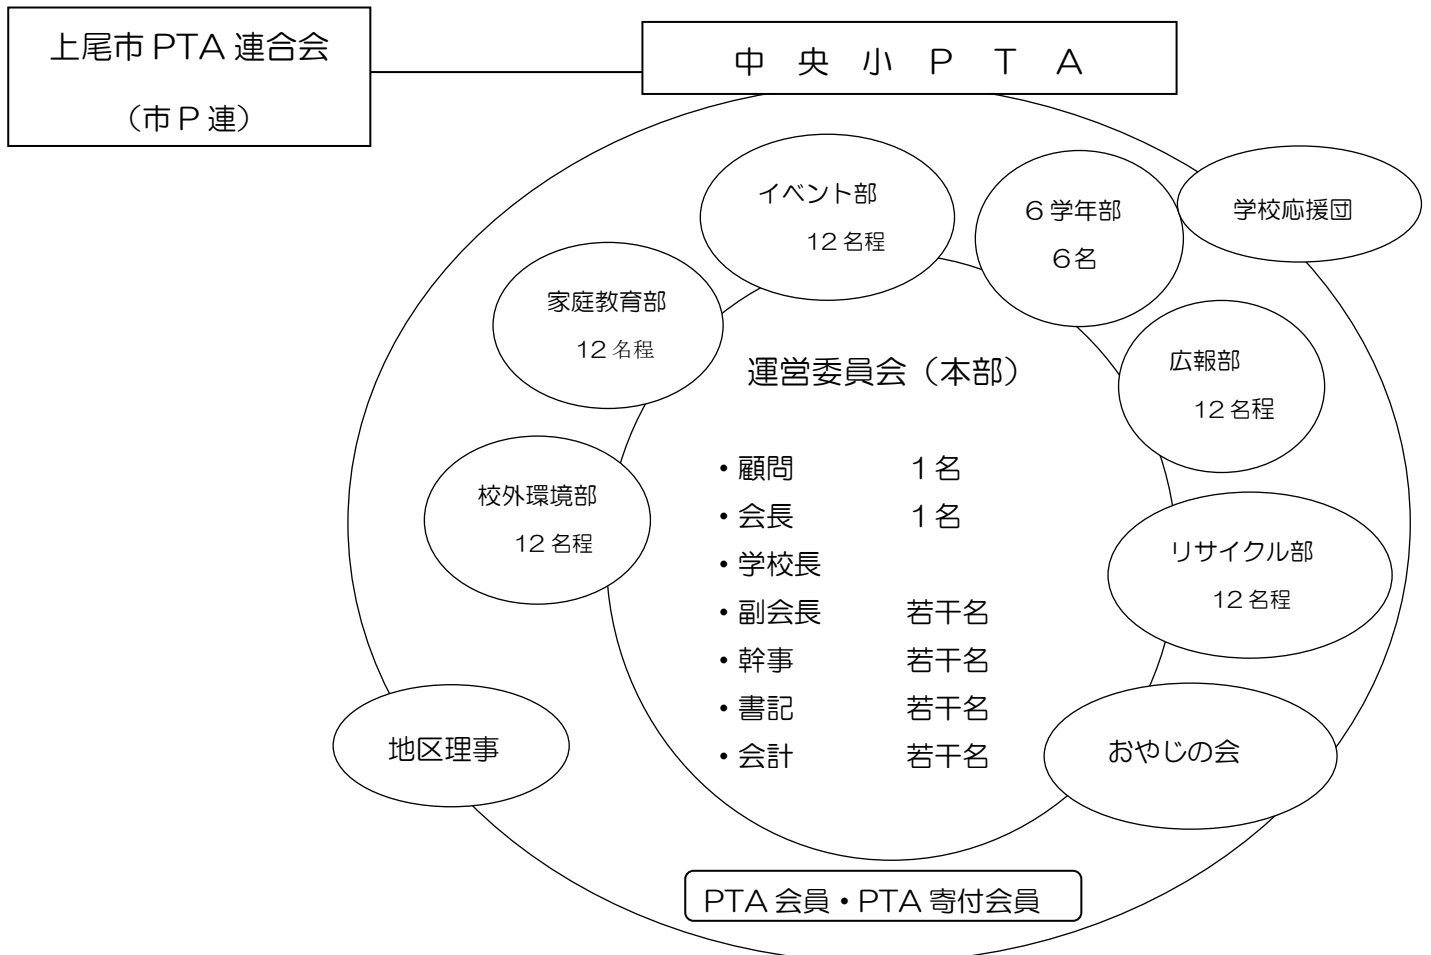 上尾市 PTA 連合会
（市 P 連）
中 央 小 P T A
イベント部
12 名程
6 学年部
6名
学校応援団
家庭教育部
12 名程
広報部
12 名程
運営委員会（本部）
校外環境部
12 名程
・顧問 1 名
・会長 1 名
・学校長
・副会長 若干名
・幹事 若干名
・書記 若干名
・会計 若干名
リサイクル部
12 名程
地区理事
おやじの会
PTA 会員・PTA 寄付会員